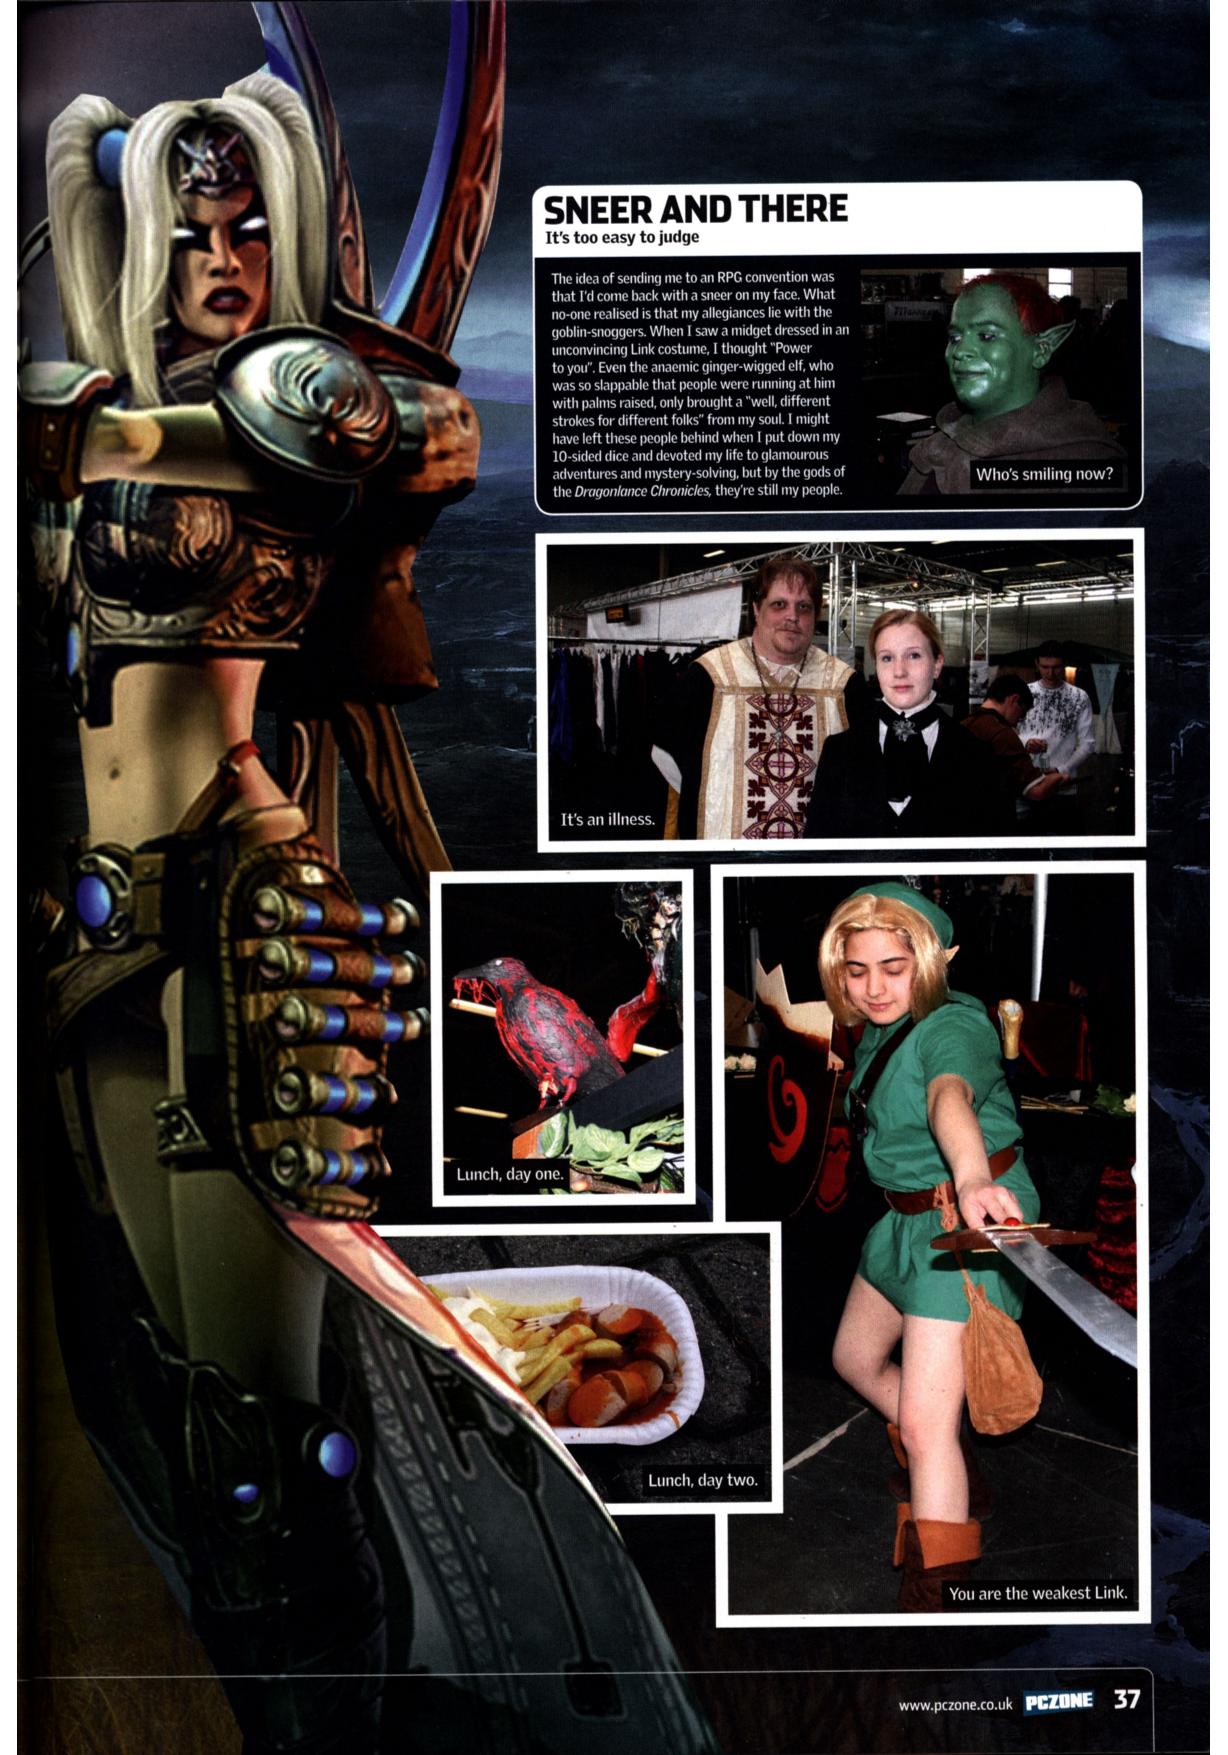 SNEER AND THERE
It's too easy to judge
The idea of sending me to an RPG convention was
that I'd come back with a sneer on my face. What
no-one realised is that my allegiances lie with the
goblin-snoggers. When I saw a midget dressed in an
unconvincing Link costume, I thought "Power
to you". Even the anaemic ginger-wigged elf, who
was so slappable that people were running at him
with palms raised, only brought a "well, different
strokes for different folks" from my soul. I might
have left these people behind when I put down my
10-sided dice and devoted my life to glamourous
adventures and mystery-solving, but by the gods of
the Dragonlance Chronicles, they're still my people.
Who's smiling now?
It's an illness.
Lunch, day one.
Lunch, day two.
You are the weakest Link.
www.pczone.co.uk PCZONE 37